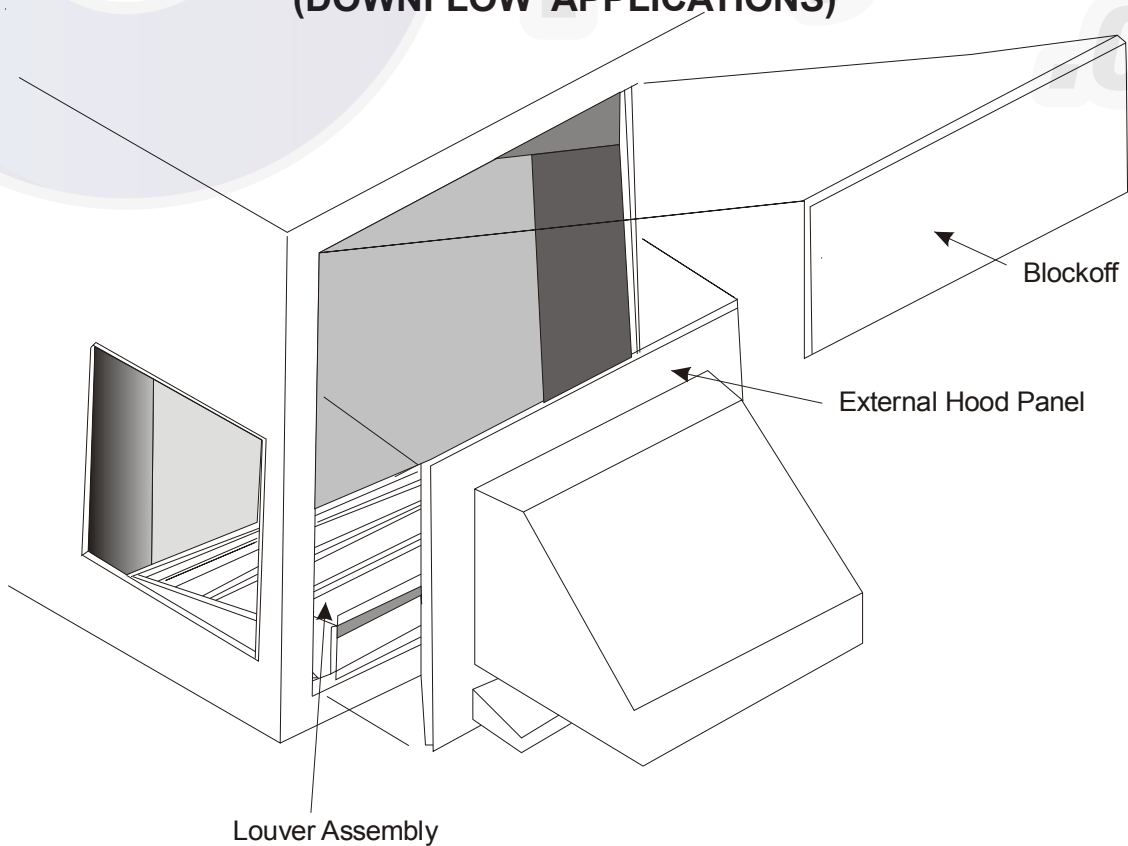 (DOWNFLOW APPLICATIONS)
Blockoff
External Hood Panel
Louver Assembly